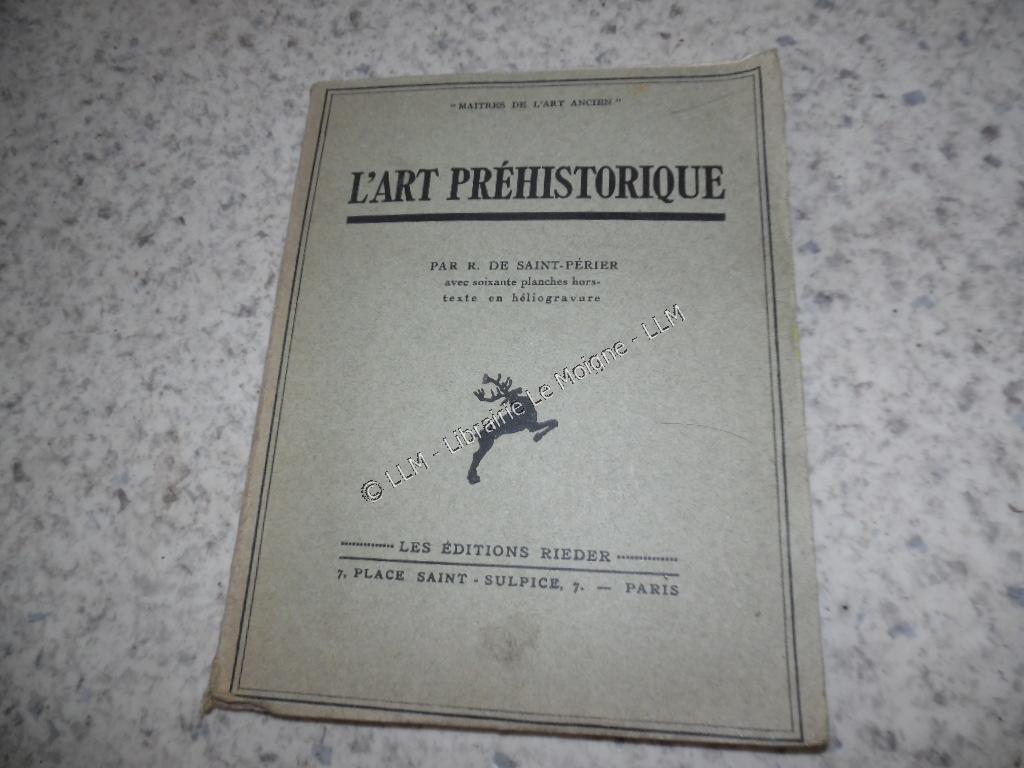 "MAITRES DE L'ART ANCIEN"
L'ART PRÉHISTORIQUE
PAR R. DE SAINT-PÉRIER
avec soixante planches hors-
texte en héliogravure
© LLM - Librairie Le Moigne - LLM
LES ÉDITIONS RIEDER
7, PLACE SAINT - SULPICE, 7. — PARIS